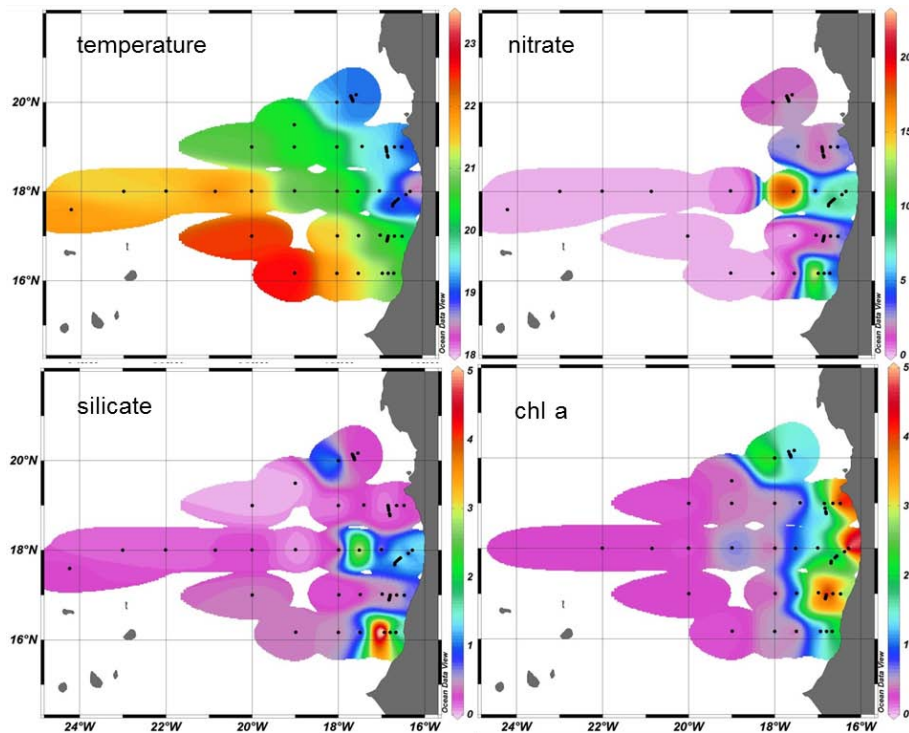 temperature
20°N
18°N
16°N
23
22
21
20
19
18
Ocean Data View
nitrate
20
15
10
5
0
Ocean Data View
silicate
20°N
18°N
16°N
24°W
22°W
20°W
18°W
16°W
5
4
3
2
1
0
Ocean Data View
chl a
24°W
22°W
20°W
18°W
16°W
5
4
3
2
1
0
Ocean Data View